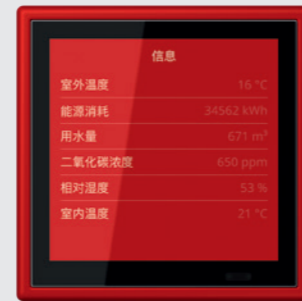 信息
室外温度 16 °C
能源消耗 34562 kWh
用水量 671 m³
二氧化碳浓度 650 ppm
相对湿度 53 %
室内温度 21 °C